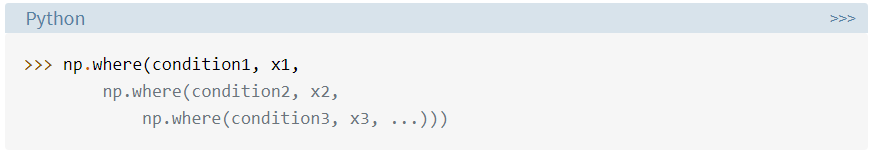 Python >>>
>>> np.where(condition1, x1,
        np.where(condition2, x2,
            np.where(condition3, x3, ...)))